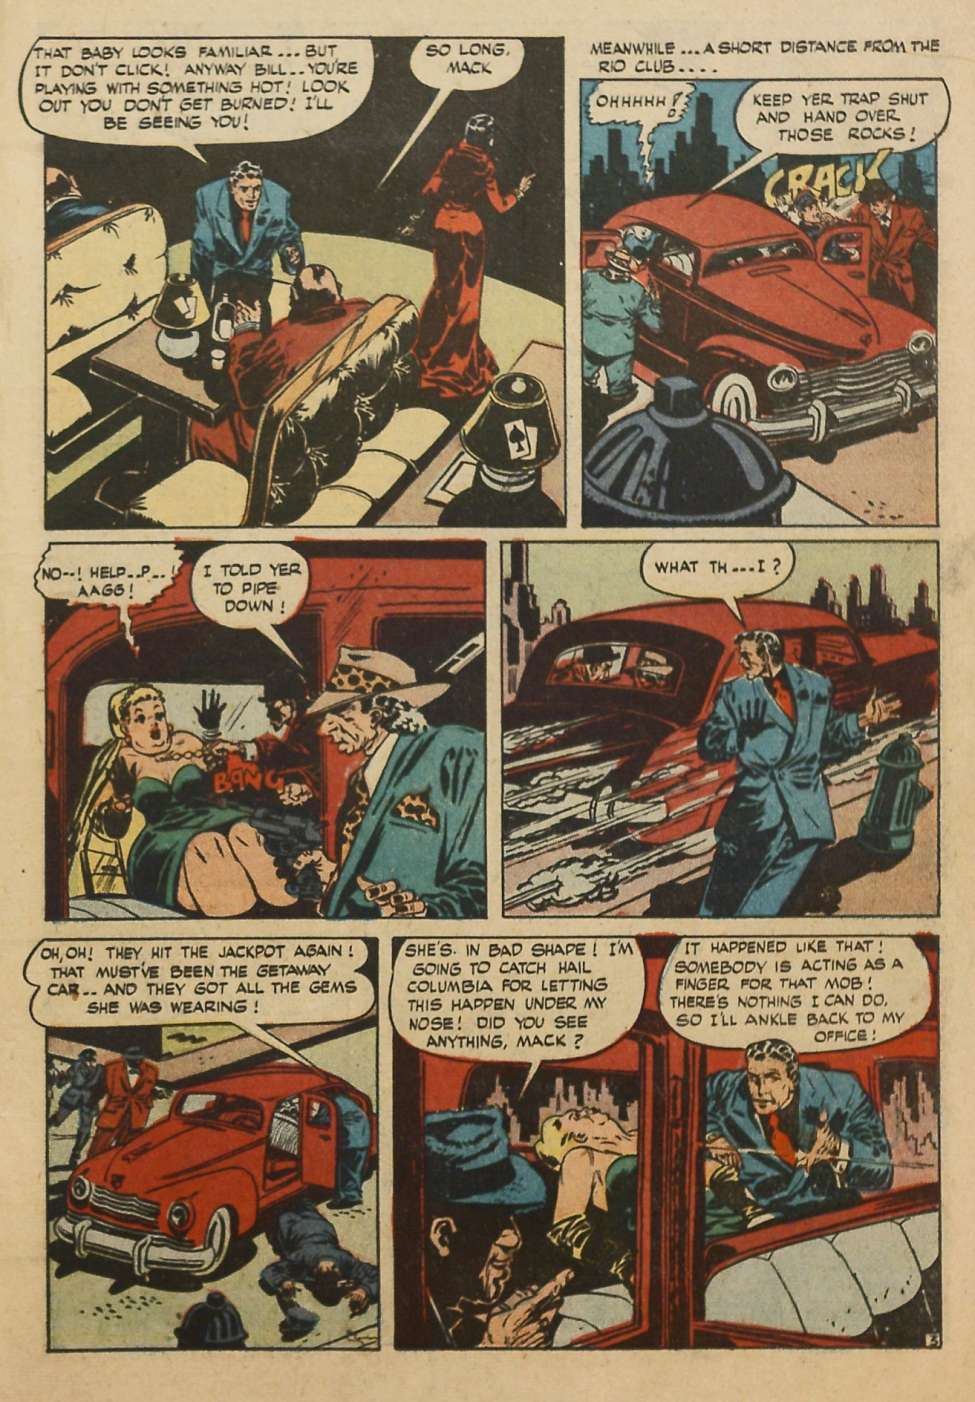 THAT BABY LOOKS FAMILIAR... BUT
IT DON'T CLICK! ANYWAY BILL..YOU'RE
PLAYING WITH SOMETHING HOT! LOOK
OUT YOU DON'T GET BURNED! I'LL
BE SEEING YOU!
SO LONG,
MACK
MEANWHILE ... A SHORT DISTANCE FROM THE
RIO CLUB....
OHHHHH!
KEEP YER TRAP SHUT
AND HAND OVER
THOSE ROCKS!
CRACK
NO--! HELP..P...!
AAGG!
I TOLD YER
TO PIPE
DOWN!
BANG
WHAT TH---!?
OH, OH! THEY HIT THE JACKPOT AGAIN!
THAT MUST'VE BEEN THE GETAWAY
CAR... AND THEY GOT ALL THE GEMS
SHE WAS WEARING!
SHE'S IN BAD SHAPE! I'M
GOING TO CATCH HAIL
COLUMBIA FOR LETTING
THIS HAPPEN UNDER MY
NOSE! DID YOU SEE
ANYTHING, MACK?
IT HAPPENED LIKE THAT!
SOMEBODY IS ACTING AS A
FINGER FOR THAT MOB!
THERE'S NOTHING I CAN DO,
SO I'LL ANKLE BACK TO MY
OFFICE!
3